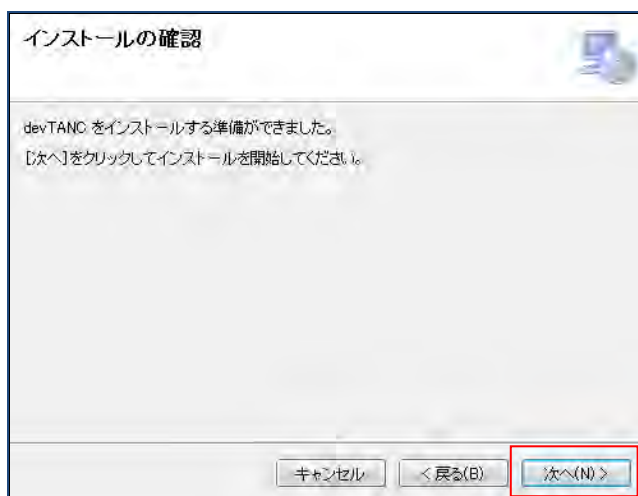 インストールの確認
devTANC をインストールする準備ができました。
[次へ]をクリックしてインストールを開始してください。
キャンセル
< 戻る(B)
次へ(N) >